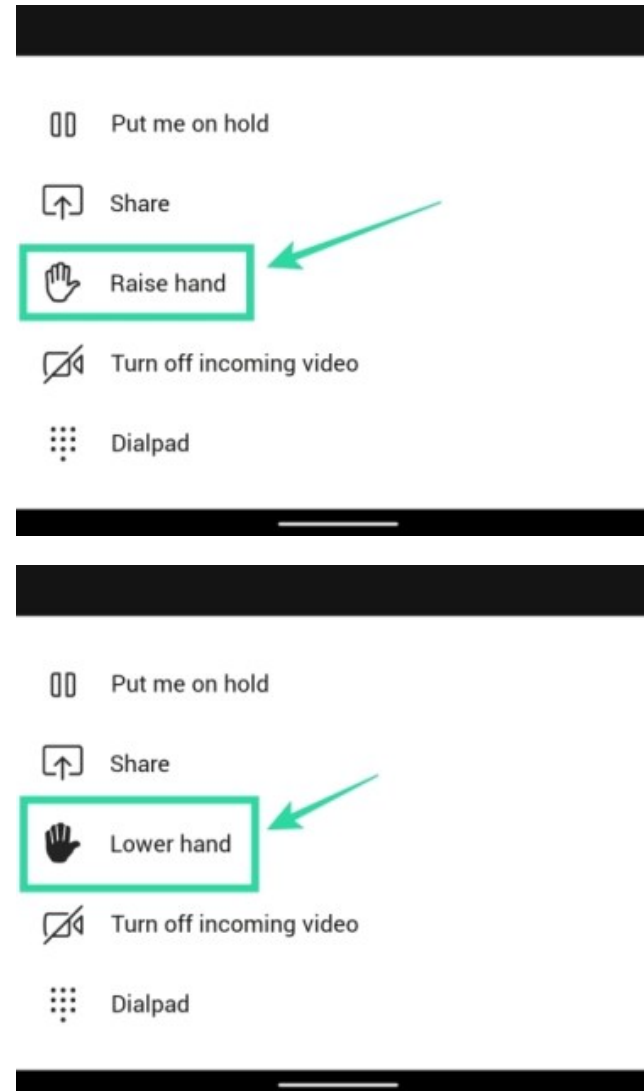 Put me on hold
Share
Raise hand
Turn off incoming video
Dialpad
Put me on hold
Share
Lower hand
Turn off incoming video
Dialpad